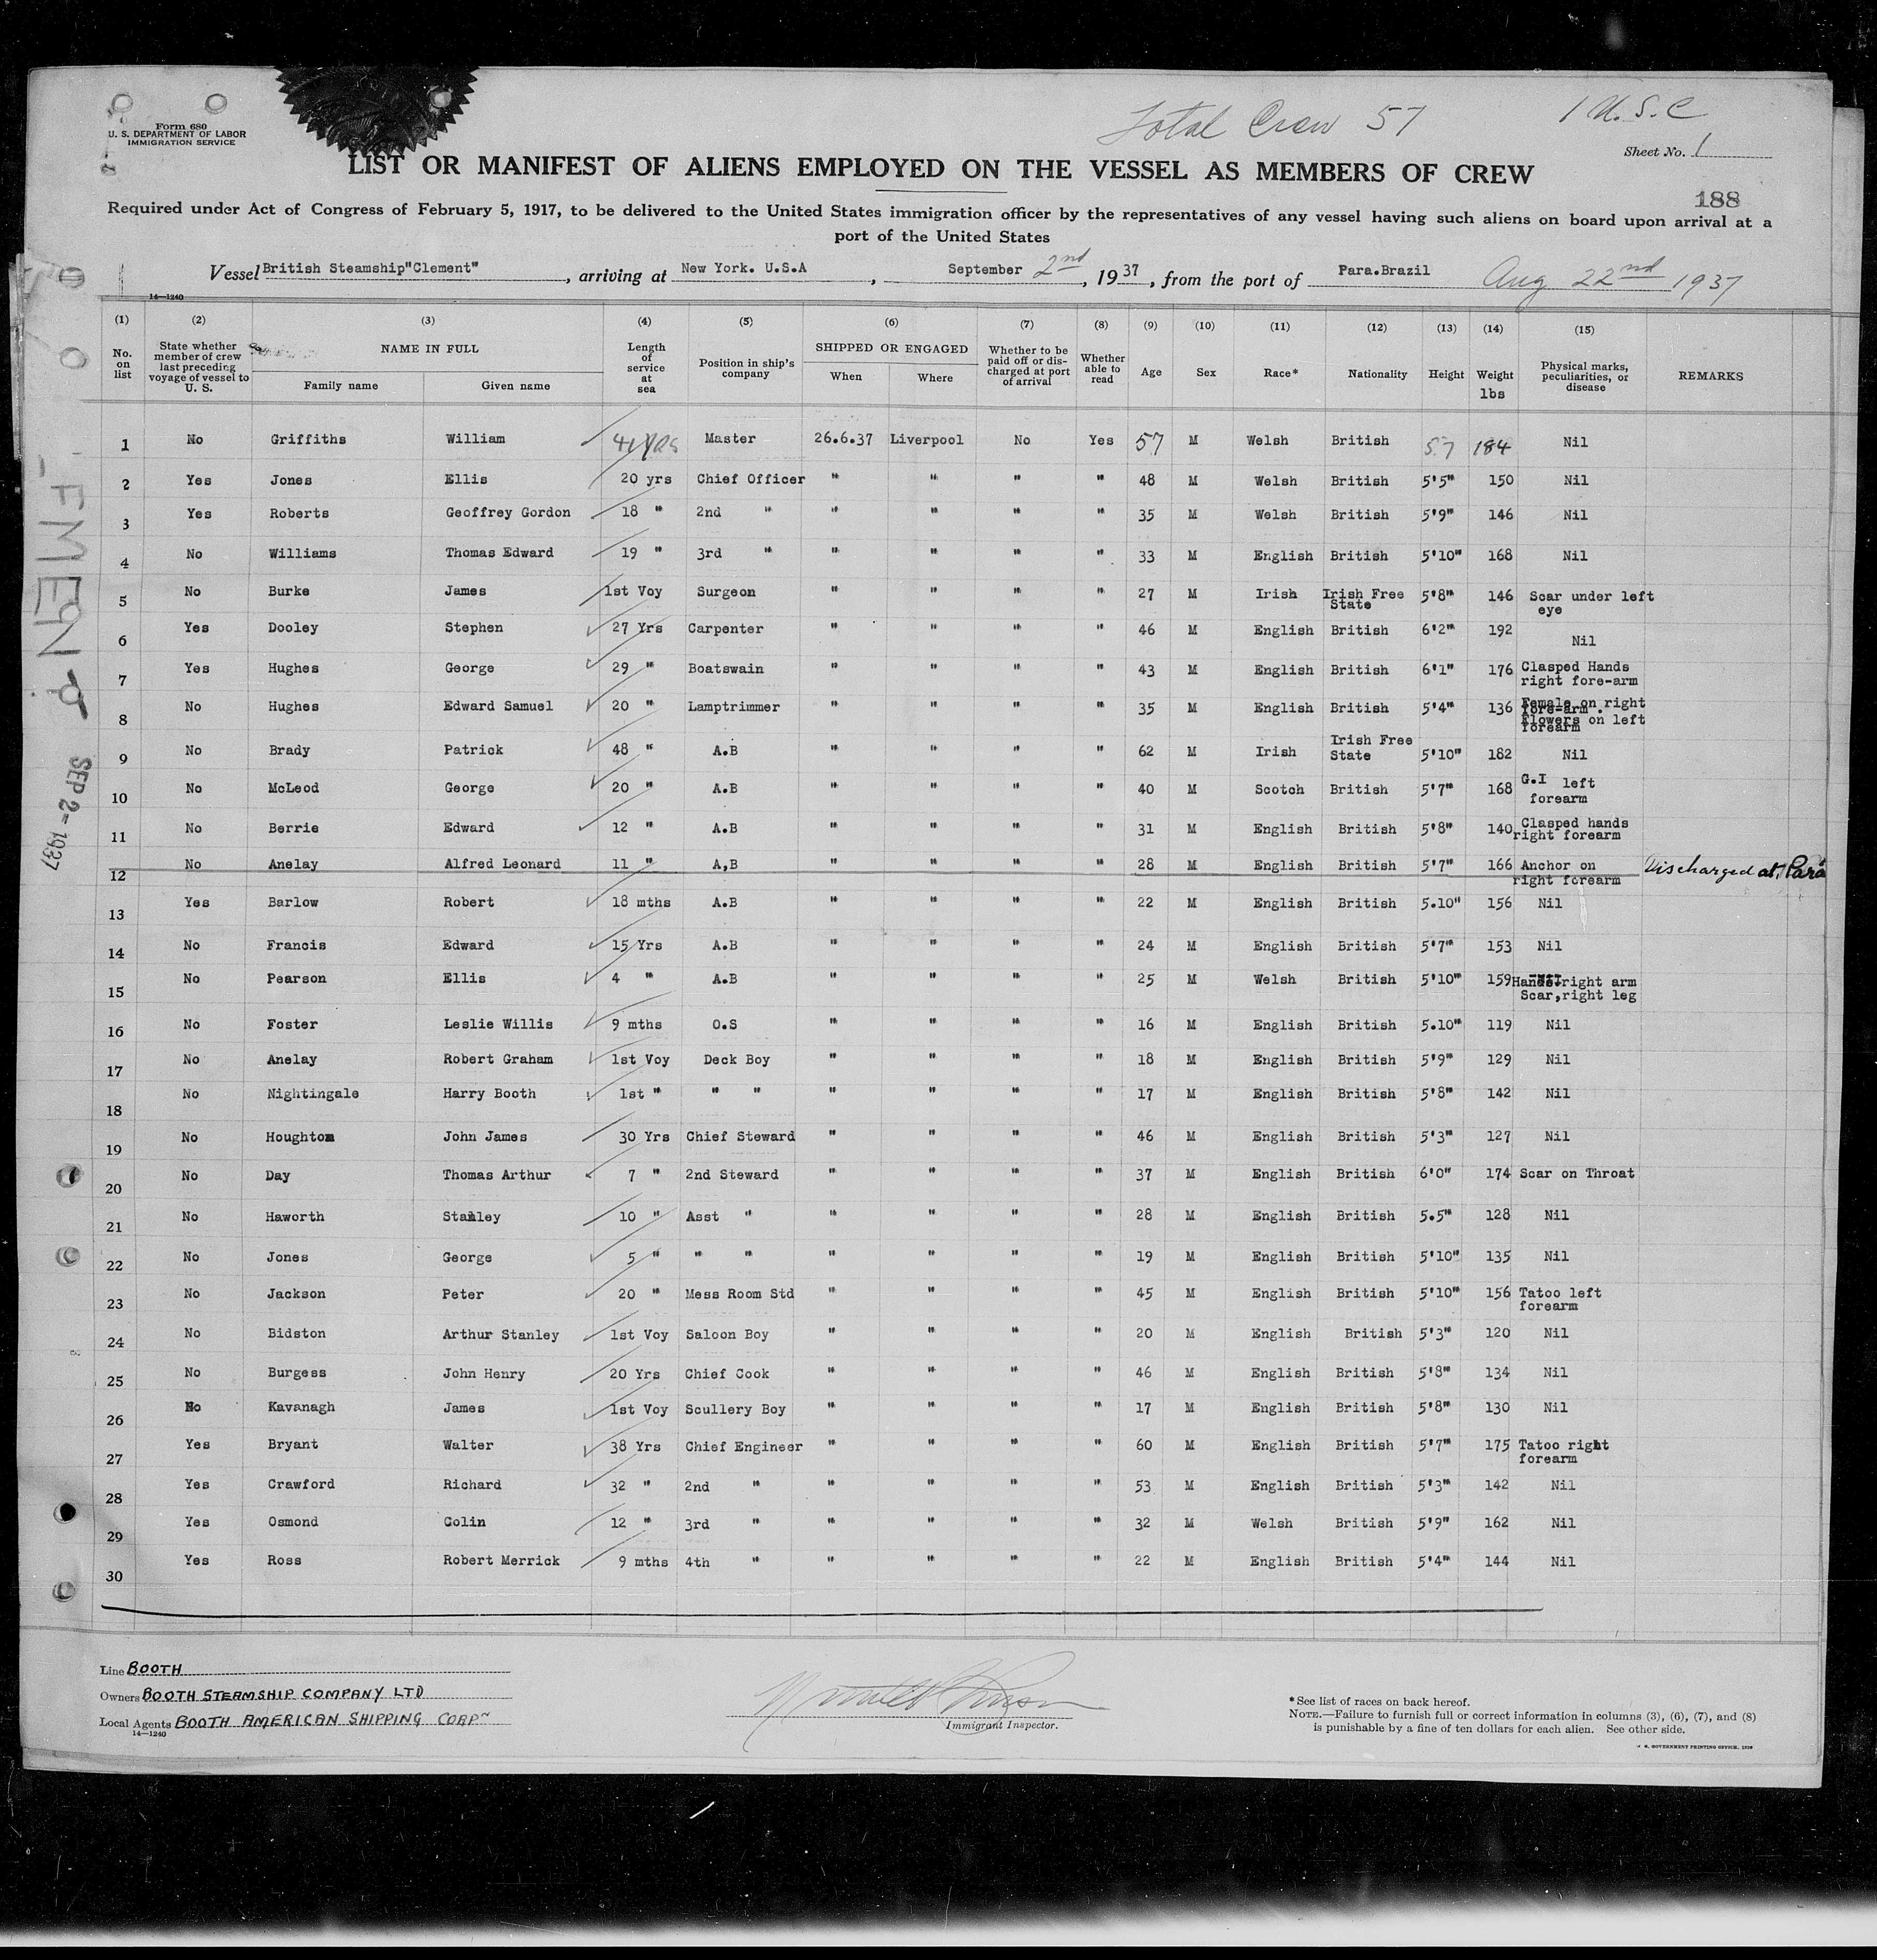 Total Crew 57
1 U.S.C
Form 680
U. S. DEPARTMENT OF LABOR
IMMIGRATION SERVICE
Sheet No. 1
LIST OR MANIFEST OF ALIENS EMPLOYED ON THE VESSEL AS MEMBERS OF CREW
188
Required under Act of Congress of February 5, 1917, to be delivered to the United States immigration officer by the representatives of any vessel having such aliens on board upon arrival at a
port of the United States
Vessel British Steamship"Clement", arriving at New York. U.S.A, September 2nd, 1937, from the port of Para.Brazil Aug 22nd 1937
14—1240
(1) (2) (3) (4) (5) (6) (7) (8) (9) (10) (11) (12) (13) (14) (15)
No. on list State whether member of crew last preceding voyage of vessel to U. S. NAME IN FULL Family name Given name Length of service at sea Position in ship's company SHIPPED OR ENGAGED When Where Whether to be paid off or discharged at port of arrival Whether able to read Age Sex Race* Nationality Height Weight lbs Physical marks, peculiarities, or disease REMARKS
1 No Griffiths William 41 yrs Master 26.6.37 Liverpool No Yes 57 M Welsh British 5.7 184 Nil
2 Yes Jones Ellis 20 yrs Chief Officer " " " " 48 M Welsh British 5'5" 150 Nil
3 Yes Roberts Geoffrey Gordon 18 " 2nd " " " " " 35 M Welsh British 5'9" 146 Nil
4 No Williams Thomas Edward 19 " 3rd " " " " " 33 M English British 5'10" 168 Nil
5 No Burke James 1st Voy Surgeon " " " " 27 M Irish Irish Free State 5'8" 146 Scar under left eye
6 Yes Dooley Stephen 27 Yrs Carpenter " " " " 46 M English British 6'2" 192 Nil
7 Yes Hughes George 29 " Boatswain " " " " 43 M English British 6'1" 176 Clasped Hands right fore-arm
8 No Hughes Edward Samuel 20 " Lamptrimmer " " " " 35 M English British 5'4" 136 Female on right fore-arm. Flowers on left forearm
9 No Brady Patrick 48 " A.B " " " " 62 M Irish Irish Free State 5'10" 182 Nil
10 No McLeod George 20 " A.B " " " " 40 M Scotch British 5'7" 168 G.I left forearm
11 No Berrie Edward 12 " A.B " " " " 31 M English British 5'8" 140 Clasped hands right forearm
12 No Anelay Alfred Leonard 11 " A,B " " " " 28 M English British 5'7" 166 Anchor on right forearm Discharged at Pará
13 Yes Barlow Robert 18 mths A.B " " " " 22 M English British 5.10" 156 Nil
14 No Francis Edward 15 Yrs A.B " " " " 24 M English British 5'7" 153 Nil
15 No Pearson Ellis 4 " A.B " " " " 25 M Welsh British 5'10" 159 Hands.right arm Scar,right leg
16 No Foster Leslie Willis 9 mths O.S " " " " 16 M English British 5.10" 119 Nil
17 No Anelay Robert Graham 1st Voy Deck Boy " " " " 18 M English British 5'9" 129 Nil
18 No Nightingale Harry Booth 1st " " " " " " " 17 M English British 5'8" 142 Nil
19 No Houghton John James 30 Yrs Chief Steward " " " " 46 M English British 5'3" 127 Nil
20 No Day Thomas Arthur 7 " 2nd Steward " " " " 37 M English British 6'0" 174 Scar on Throat
21 No Haworth Stanley 10 " Asst " " " " " 28 M English British 5.5" 128 Nil
22 No Jones George 5 " " " " " " " 19 M English British 5'10" 135 Nil
23 No Jackson Peter 20 " Mess Room Std " " " " 45 M English British 5'10" 156 Tatoo left forearm
24 No Bidston Arthur Stanley 1st Voy Saloon Boy " " " " 20 M English British 5'3" 120 Nil
25 No Burgess John Henry 20 Yrs Chief Cook " " " " 46 M English British 5'8" 134 Nil
26 No Kavanagh James 1st Voy Scullery Boy " " " " 17 M English British 5'8" 130 Nil
27 Yes Bryant Walter 38 Yrs Chief Engineer " " " " 60 M English British 5'7" 175 Tatoo right forearm
28 Yes Crawford Richard 32 " 2nd " " " " " 53 M English British 5'3" 142 Nil
29 Yes Osmond Colin 12 " 3rd " " " " " 32 M Welsh British 5'9" 162 Nil
30 Yes Ross Robert Merrick 9 mths 4th " " " " " 22 M English British 5'4" 144 Nil
SEP 2=1937
Line BOOTH
Owners BOOTH STEAMSHIP COMPANY LTD
Local Agents BOOTH AMERICAN SHIPPING CORPN
14—1240
Immigrant Inspector.
*See list of races on back hereof.
NOTE.—Failure to furnish full or correct information in columns (3), (6), (7), and (8)
is punishable by a fine of ten dollars for each alien. See other side.